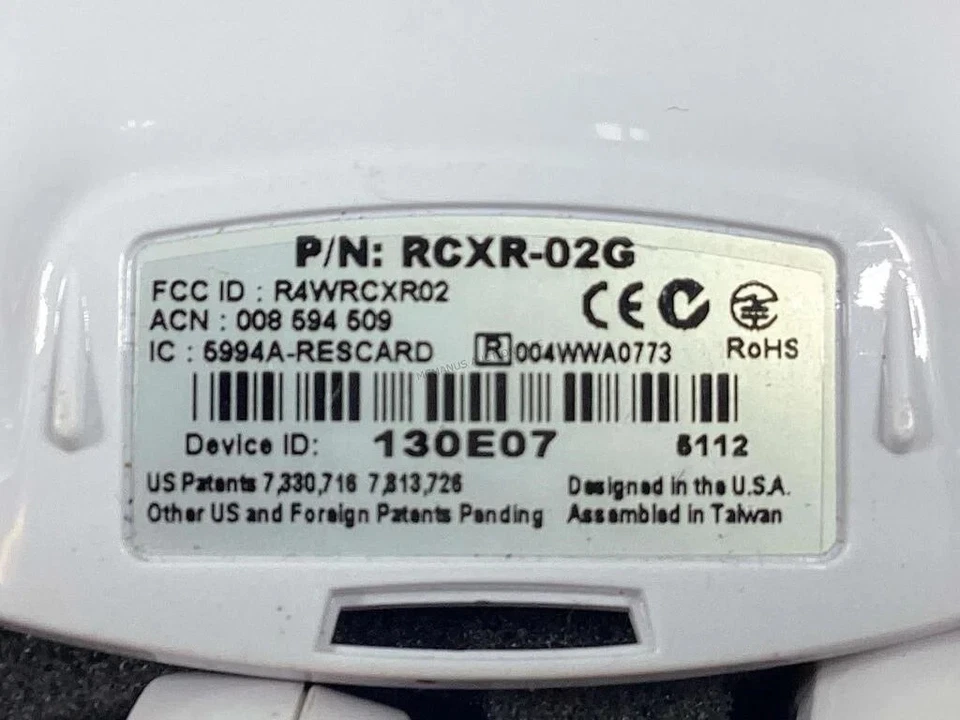 P/N: RCXR-02G
FCC ID : R4WRCXR02
ACN : 008 594 509
IC : 5994A-RESCARD
CE
R 004WWA0773
RoHS
Device ID: 130E07 5112
US Patents 7,330,716 7,813,726
Other US and Foreign Patents Pending
Designed in the U.S.A.
Assembled in Taiwan